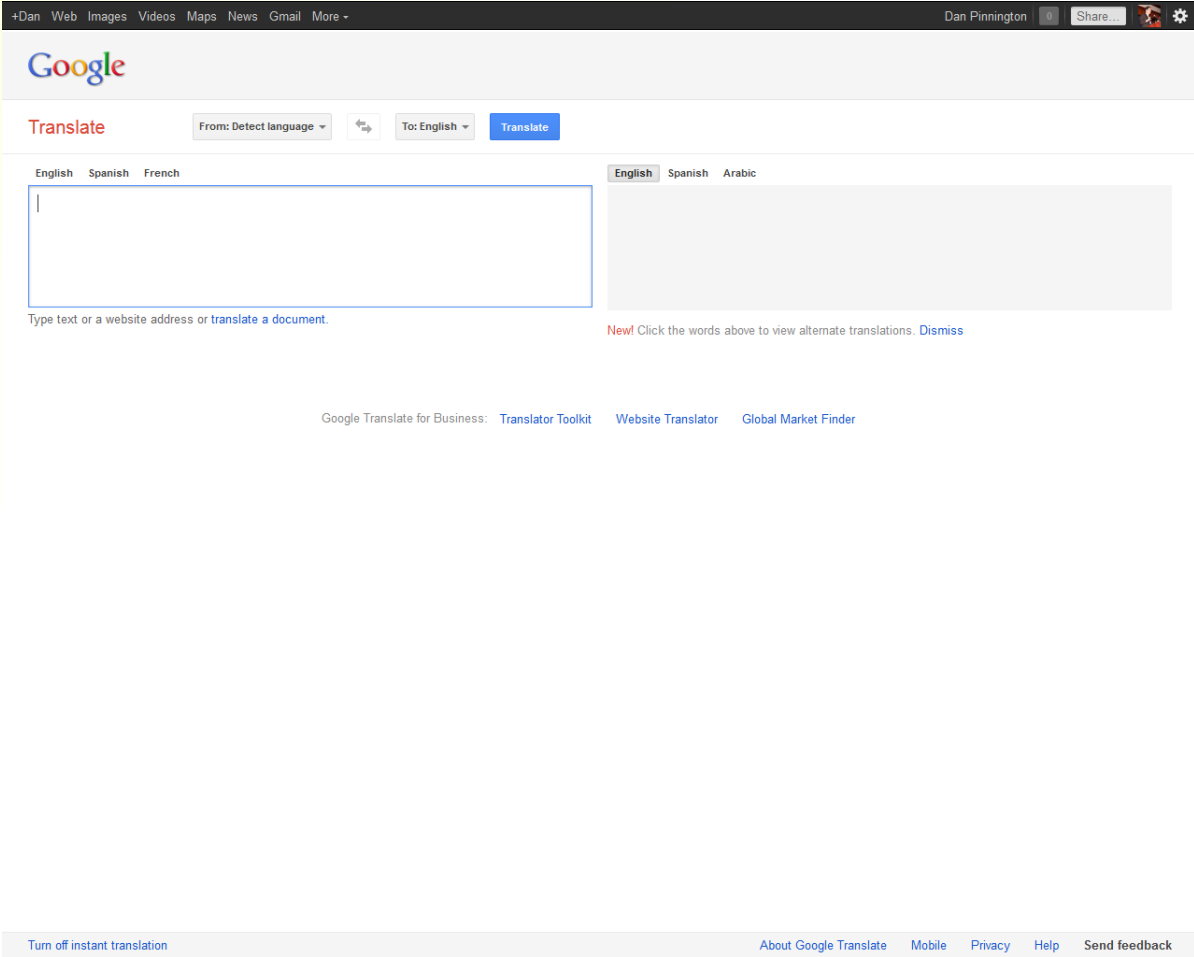 +Dan Web Images Videos Maps News Gmail More Dan Pinnington 0 Share...
Google
Translate From: Detect language To: English Translate
English Spanish French English Spanish Arabic
Type text or a website address or translate a document.
New! Click the words above to view alternate translations. Dismiss
Google Translate for Business: Translator Toolkit Website Translator Global Market Finder
Turn off instant translation About Google Translate Mobile Privacy Help Send feedback